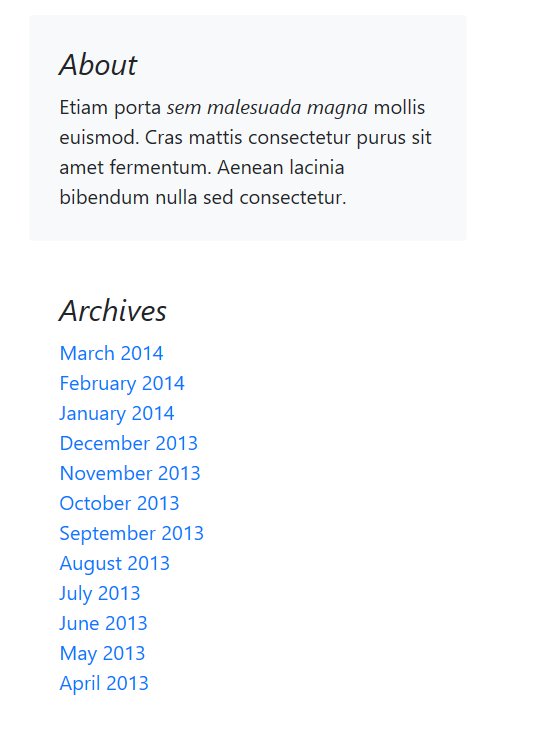 About
Etiam porta sem malesuada magna mollis
euismod. Cras mattis consectetur purus sit
amet fermentum. Aenean lacinia
bibendum nulla sed consectetur.
Archives
March 2014
February 2014
January 2014
December 2013
November 2013
October 2013
September 2013
August 2013
July 2013
June 2013
May 2013
April 2013